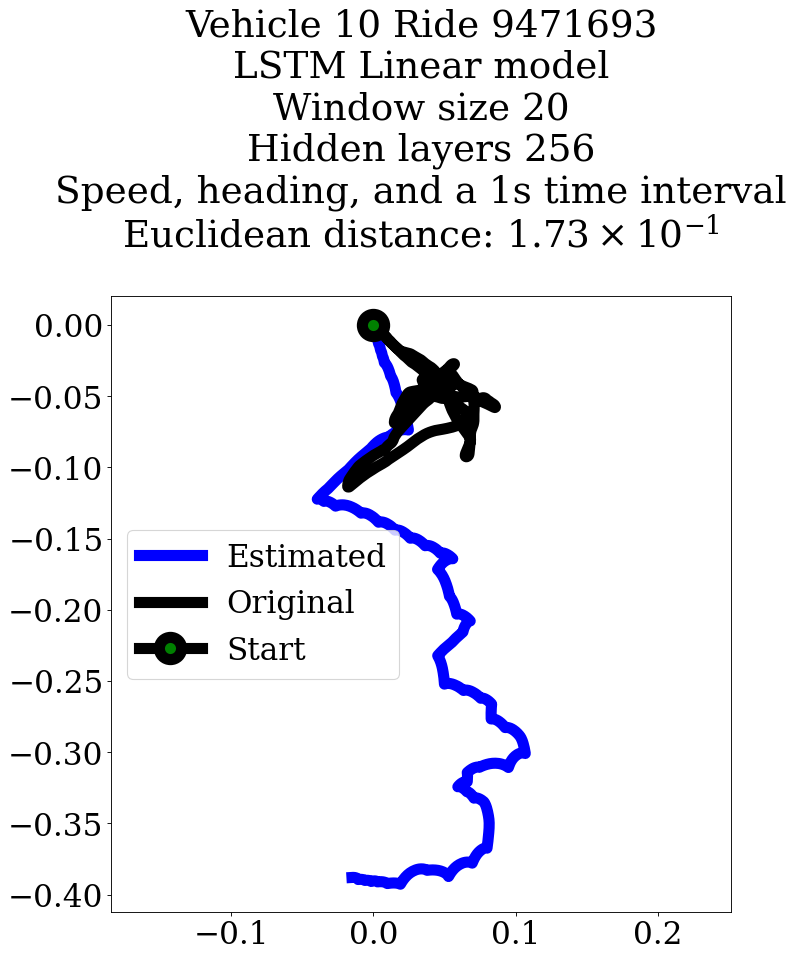 Vehicle 10 Ride 9471693
LSTM Linear model
Window size 20
Hidden layers 256
Speed, heading, and a 1s time interval
Euclidean distance: 1.73 × 10⁻¹
0.00
−0.05
−0.10
−0.15
−0.20
−0.25
−0.30
−0.35
−0.40
Estimated
Original
Start
−0.1 0.0 0.1 0.2